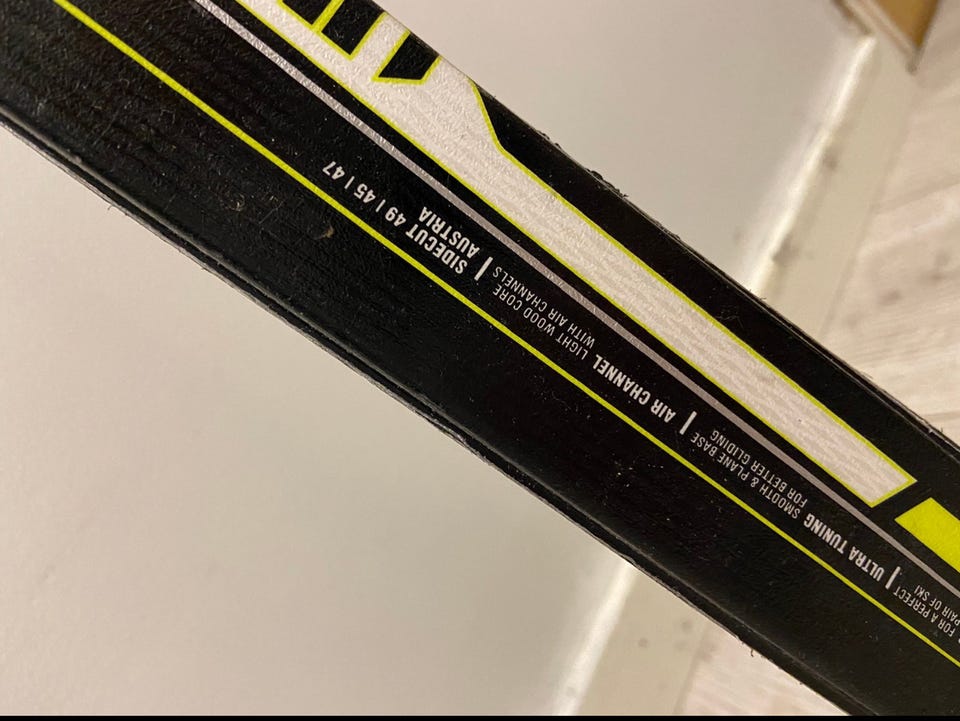 FOR A PERFECT
PAIR OF SKI
ULTRA TUNING SMOOTH & PLANE BASE
FOR BETTER GLIDING
AIR CHANNEL LIGHT WOOD CORE
WITH AIR CHANNELS
SIDECUT 49 | 45 | 47
AUSTRIA